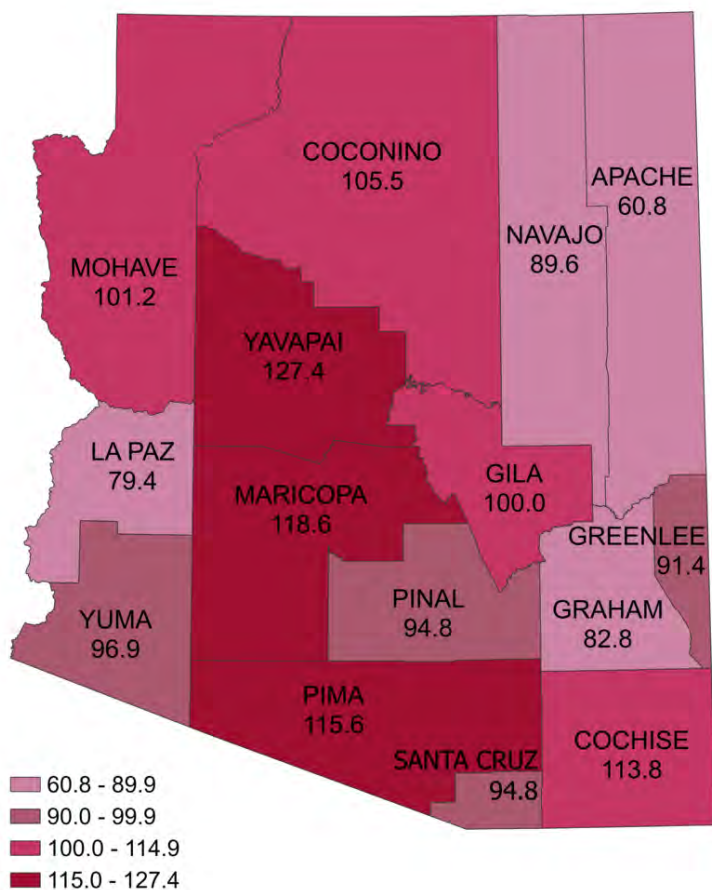 COCONINO
105.5
APACHE
60.8
NAVAJO
89.6
MOHAVE
101.2
YAVAPAI
127.4
LA PAZ
79.4
GILA
100.0
MARICOPA
118.6
GREENLEE
91.4
PINAL
94.8
GRAHAM
82.8
YUMA
96.9
PIMA
115.6
COCHISE
113.8
SANTA CRUZ
94.8
60.8 - 89.9
90.0 - 99.9
100.0 - 114.9
115.0 - 127.4